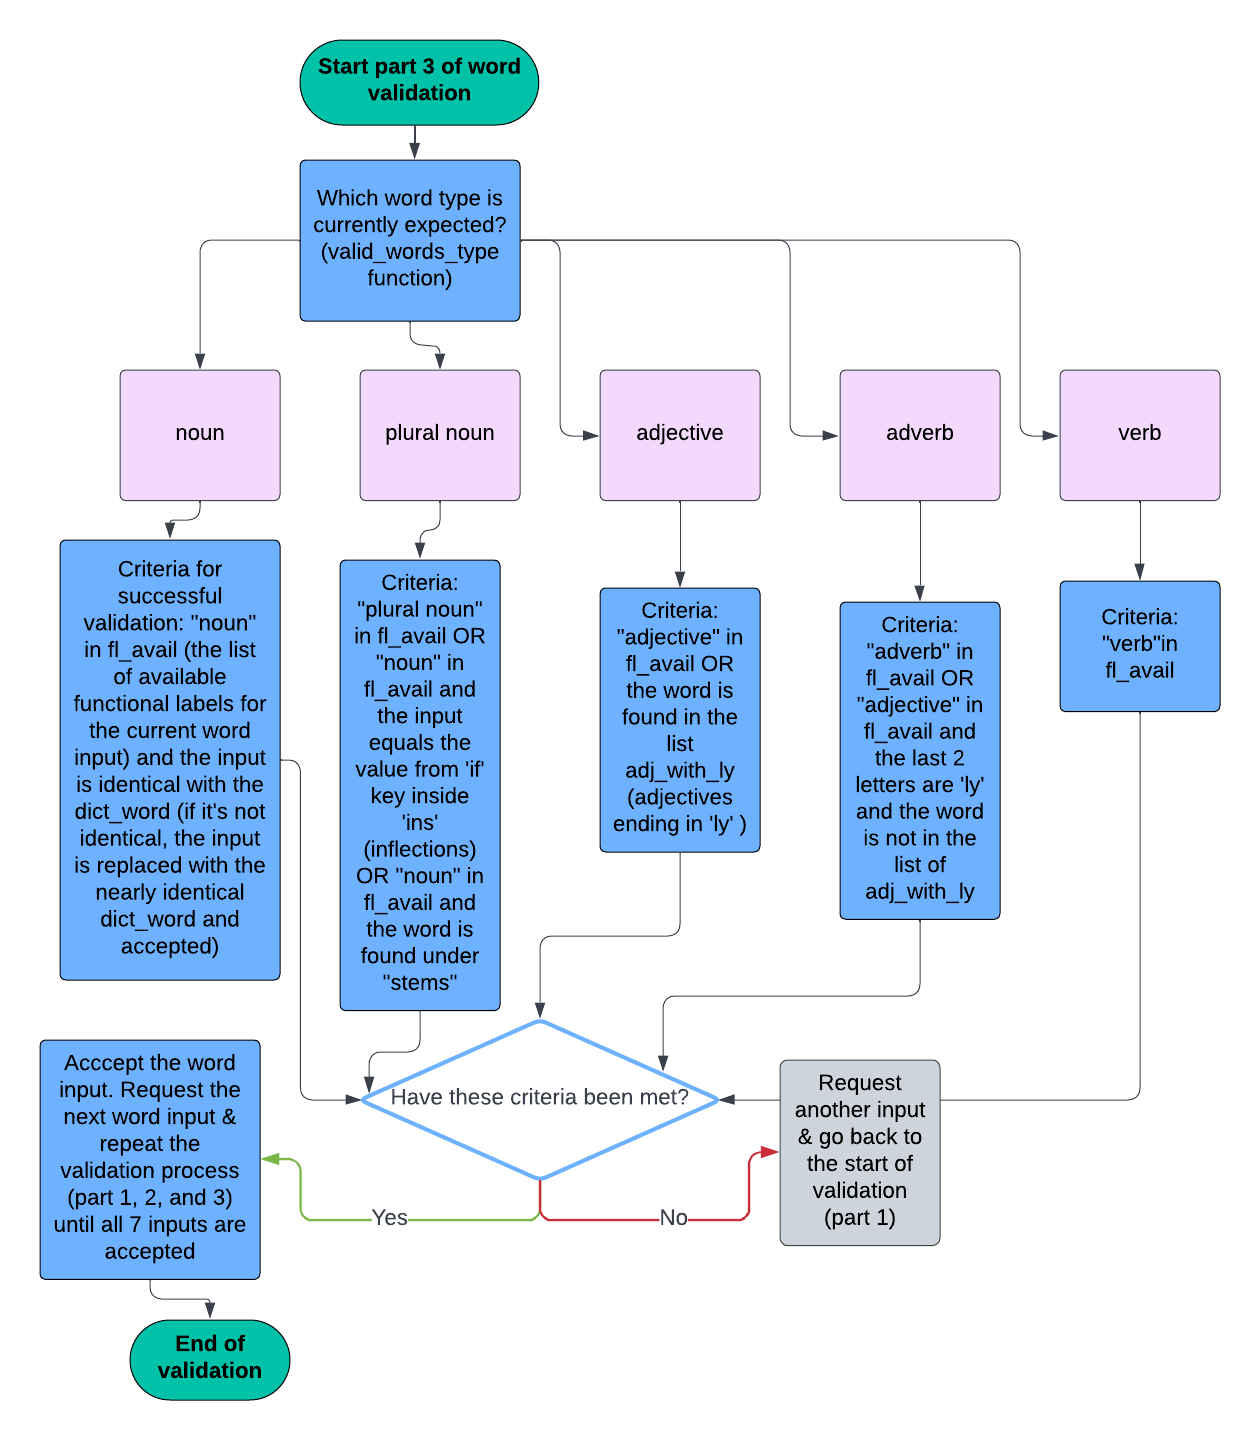 Start part 3 of word
validation
Which word type is
currently expected?
(valid_words_type
function)
noun
plural noun
adjective
adverb
verb
Criteria for
successful
validation: "noun"
in fl_avail (the list
of available
functional labels for
the current word
input) and the input
is identical with the
dict_word (if it's not
identical, the input
is replaced with the
nearly identical
dict_word and
accepted)
Criteria:
"plural noun"
in fl_avail OR
"noun" in
fl_avail and
the input
equals the
value from 'if'
key inside
'ins'
(inflections)
OR "noun" in
fl_avail and
the word is
found under
"stems"
Criteria:
"adjective" in
fl_avail OR
the word is
found in the
list
adj_with_ly
(adjectives
ending in 'ly' )
Criteria:
"adverb" in
fl_avail OR
"adjective" in
fl_avail and
the last 2
letters are 'ly'
and the word
is not in the
list of
adj_with_ly
Criteria:
"verb"in
fl_avail
Have these criteria been met?
Acccept the word
input. Request the
next word input &
repeat the
validation process
(part 1, 2, and 3)
until all 7 inputs are
accepted
Yes
No
Request
another input
& go back to
the start of
validation
(part 1)
End of
validation